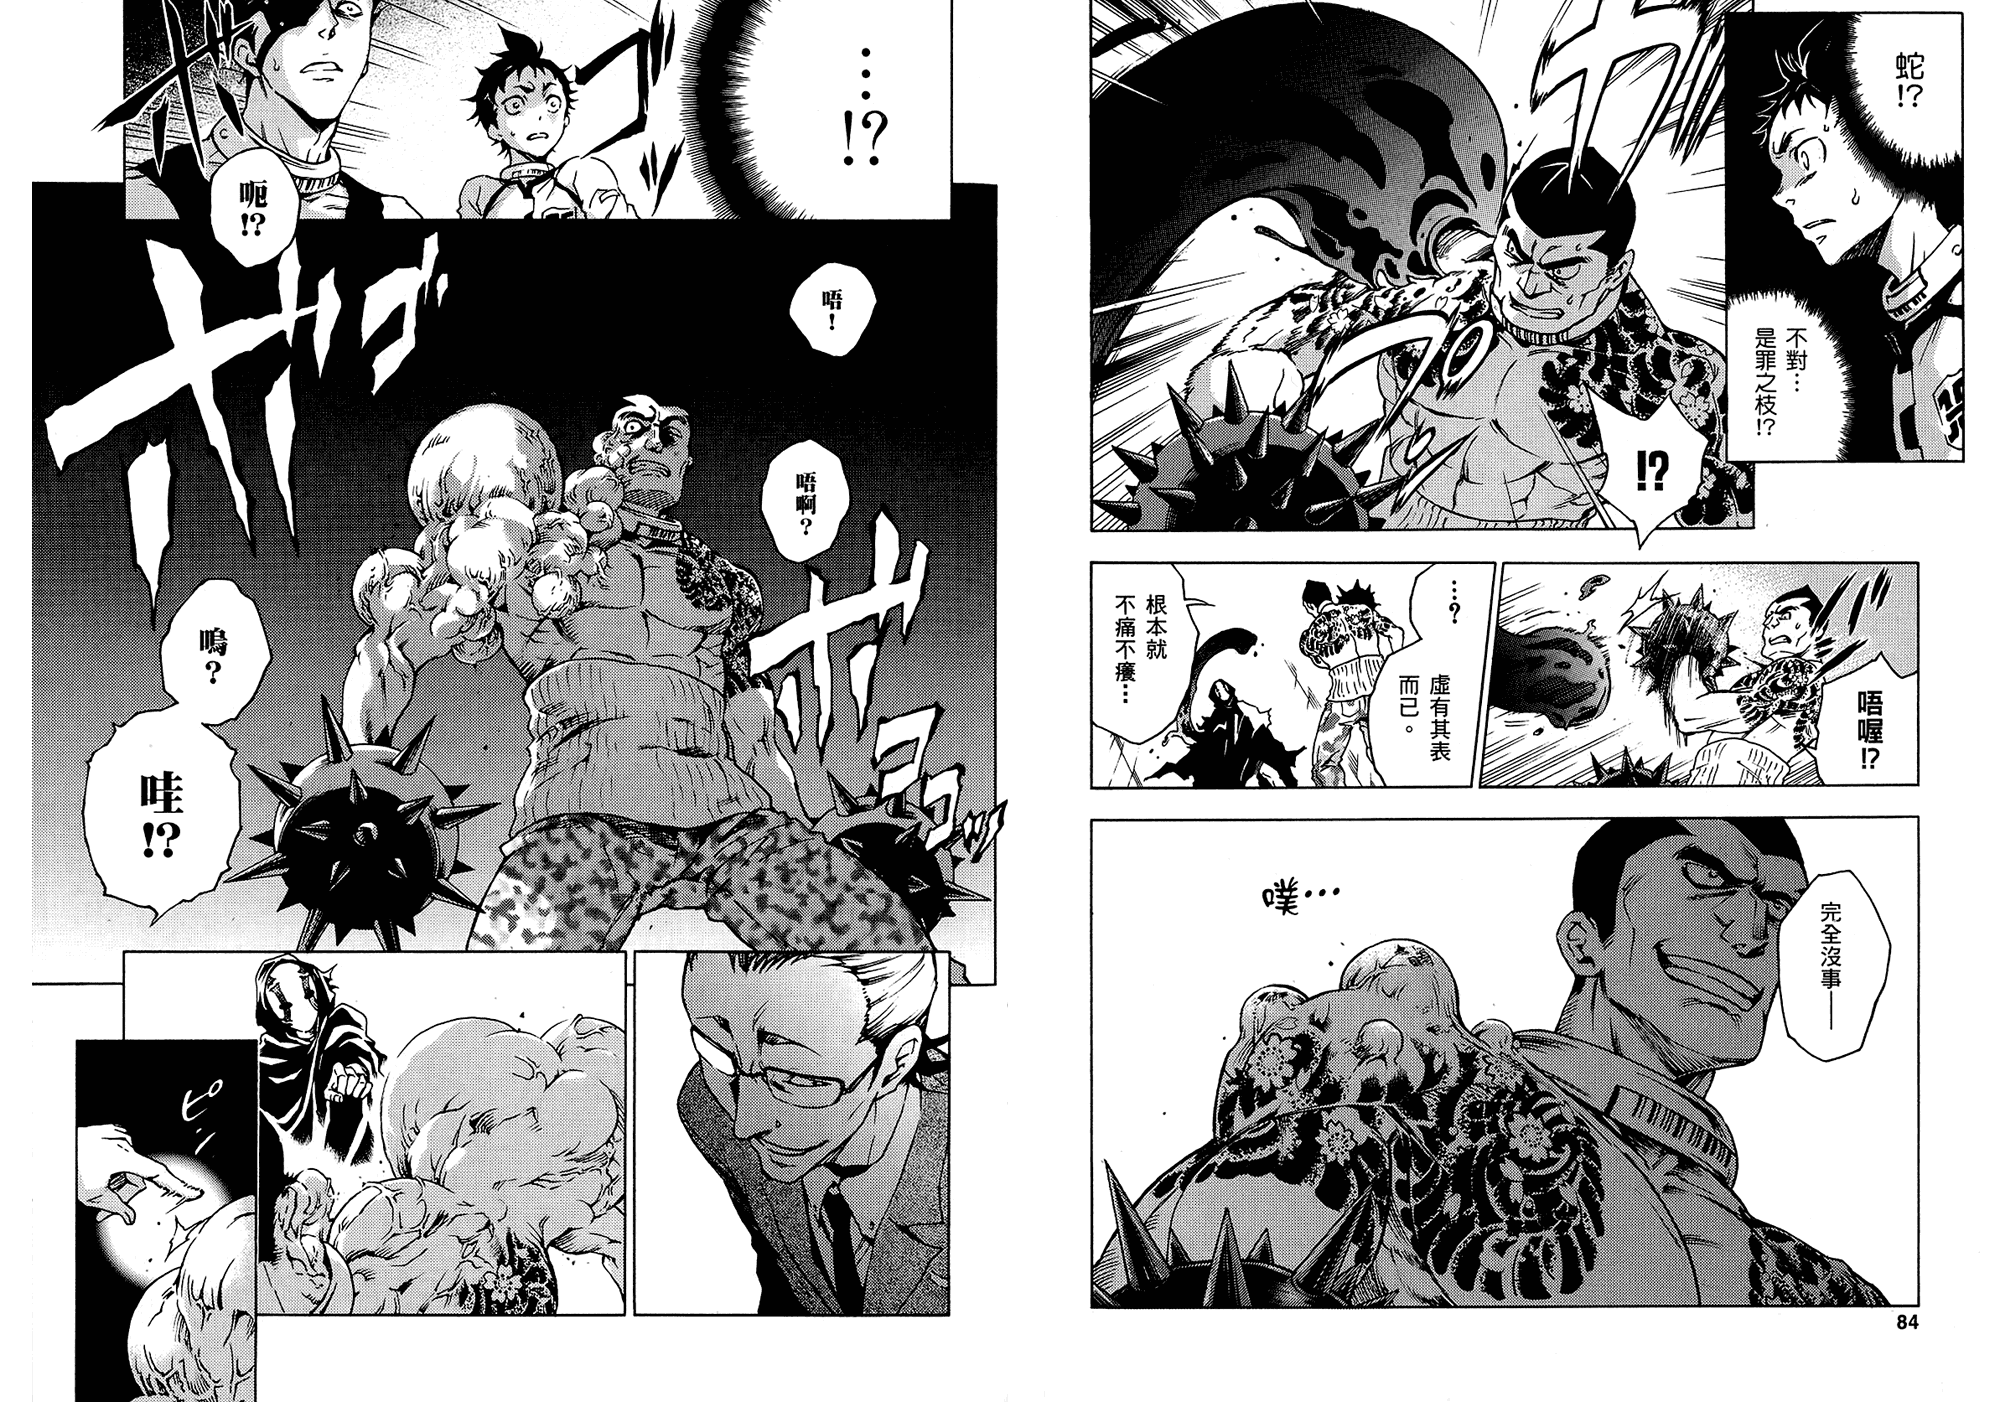 蛇!?
不對…
是罪之枝!?
!?
唔喔!?
…?
虛有其表
而已。
根本就
不痛不癢…
完全沒事——
噗…
84
…!?
呃!?
唔!
唔啊?
嗚?
哇!?
ピ